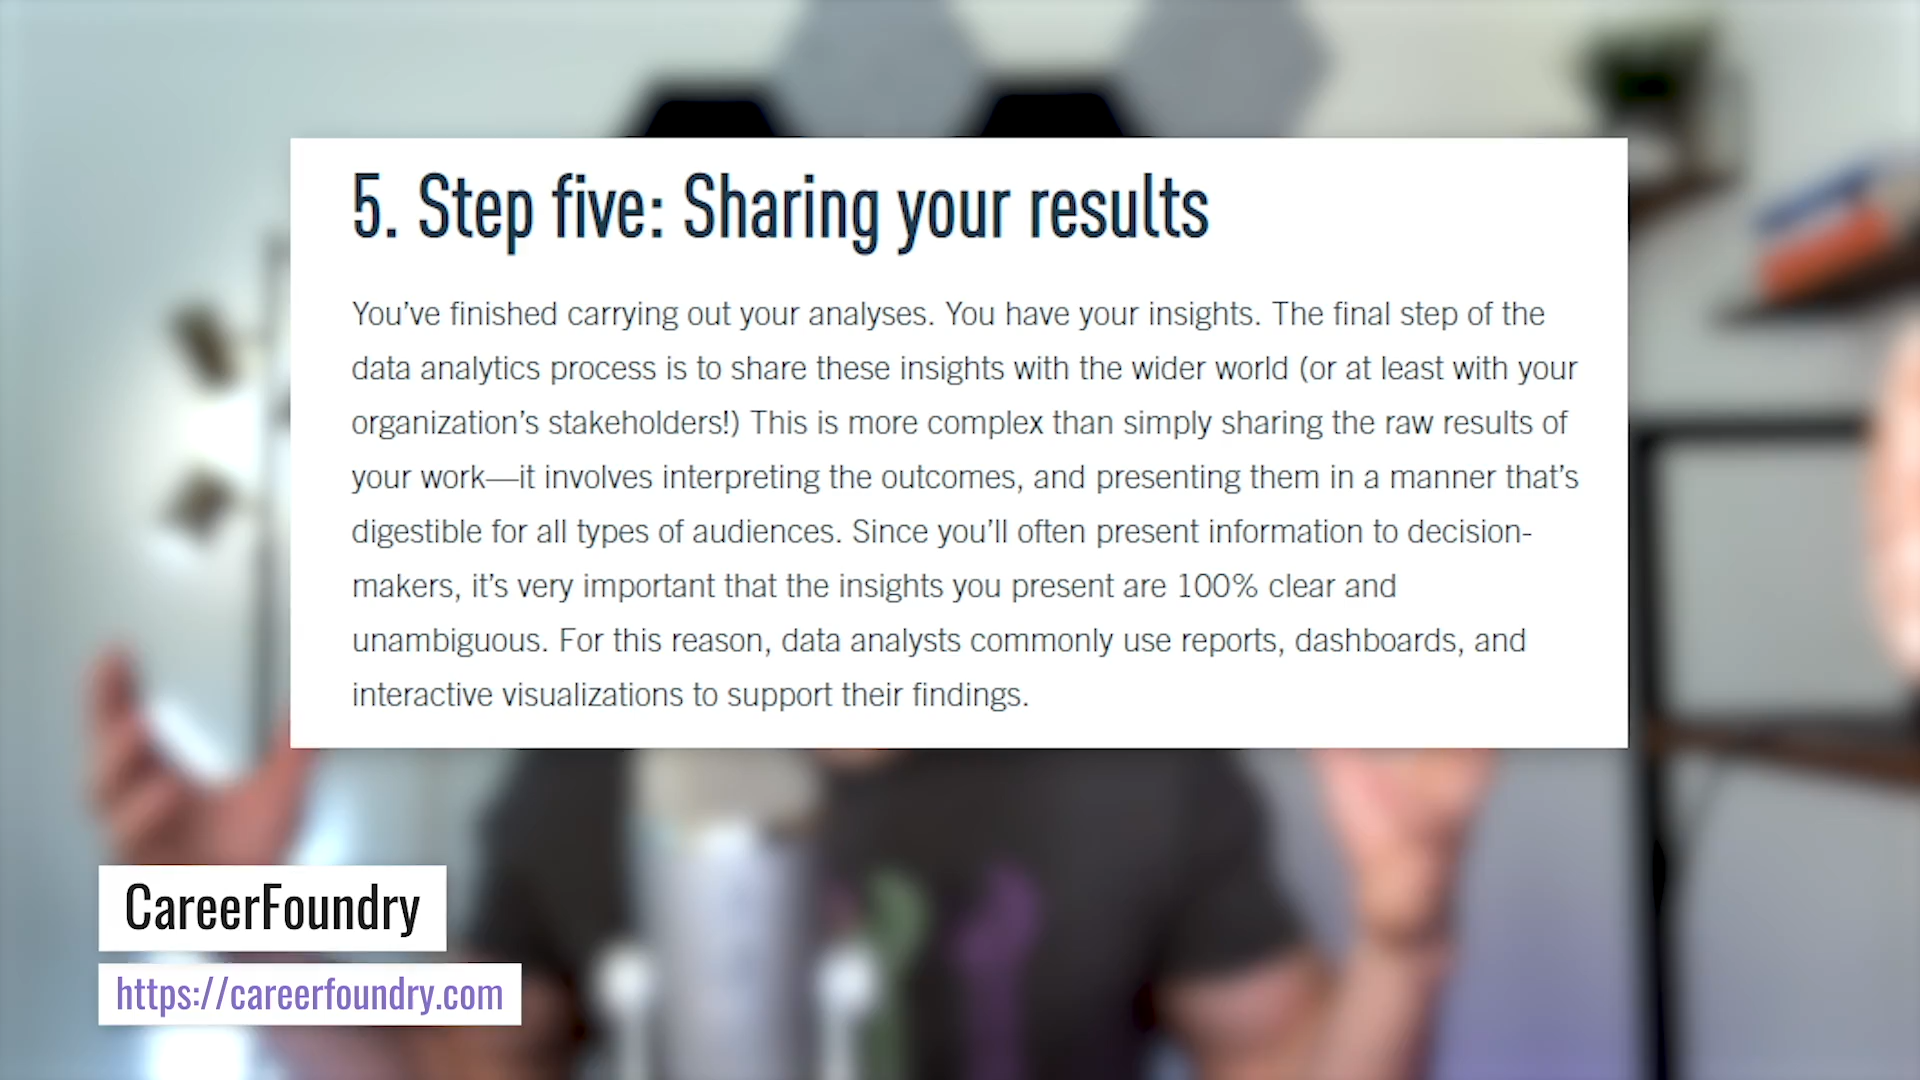 5. Step five: Sharing your results
You’ve finished carrying out your analyses. You have your insights. The final step of the
data analytics process is to share these insights with the wider world (or at least with your
organization’s stakeholders!) This is more complex than simply sharing the raw results of
your work—it involves interpreting the outcomes, and presenting them in a manner that’s
digestible for all types of audiences. Since you’ll often present information to decision-
makers, it’s very important that the insights you present are 100% clear and
unambiguous. For this reason, data analysts commonly use reports, dashboards, and
interactive visualizations to support their findings.
CareerFoundry
https://careerfoundry.com